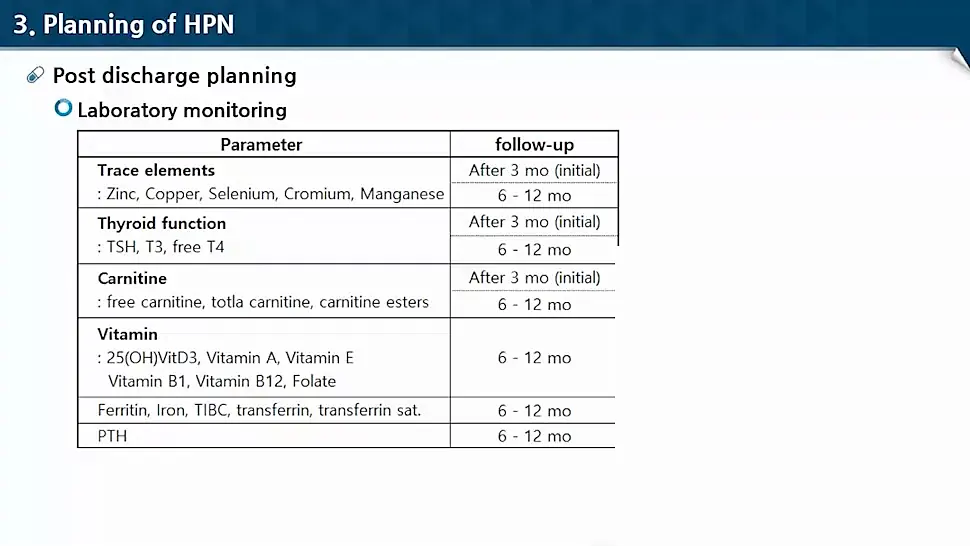 3. Planning of HPN
Post discharge planning
Laboratory monitoring
Parameter follow-up
Trace elements After 3 mo (initial)
: Zinc, Copper, Selenium, Cromium, Manganese 6 - 12 mo
Thyroid function After 3 mo (initial)
: TSH, T3, free T4 6 - 12 mo
Carnitine After 3 mo (initial)
: free carnitine, totla carnitine, carnitine esters 6 - 12 mo
Vitamin
: 25(OH)VitD3, Vitamin A, Vitamin E 6 - 12 mo
Vitamin B1, Vitamin B12, Folate
Ferritin, Iron, TIBC, transferrin, transferrin sat. 6 - 12 mo
PTH 6 - 12 mo